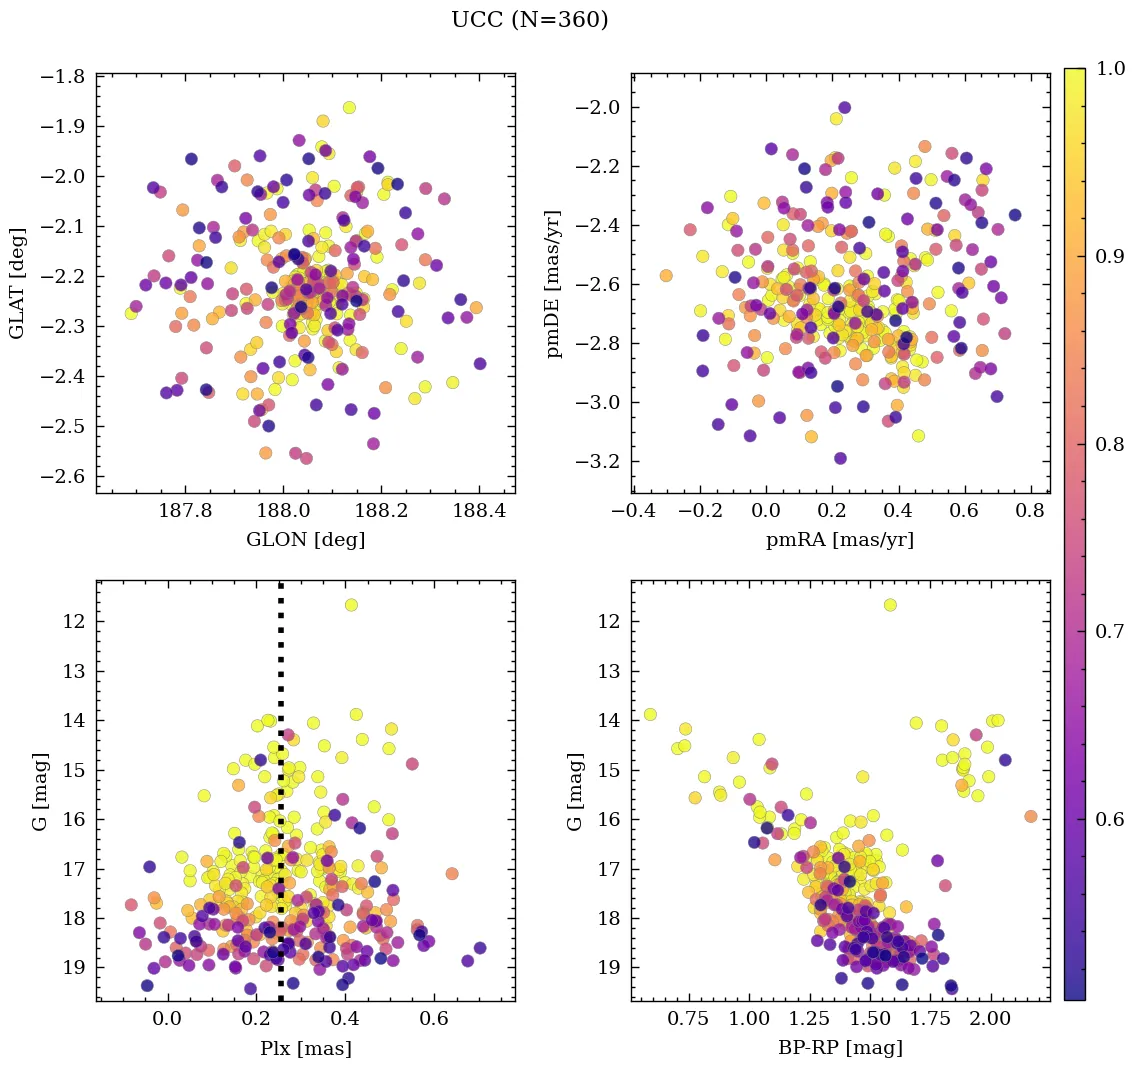 UCC (N=360)
−1.8
−1.9
−2.0
−2.1
−2.2
−2.3
−2.4
−2.5
−2.6
GLAT [deg]
187.8 188.0 188.2 188.4
GLON [deg]
−2.0
−2.2
−2.4
−2.6
−2.8
−3.0
−3.2
pmDE [mas/yr]
−0.4 −0.2 0.0 0.2 0.4 0.6 0.8
pmRA [mas/yr]
12
13
14
15
16
17
18
19
G [mag]
0.0 0.2 0.4 0.6
Plx [mas]
12
13
14
15
16
17
18
19
G [mag]
0.75 1.00 1.25 1.50 1.75 2.00
BP-RP [mag]
1.0
0.9
0.8
0.7
0.6